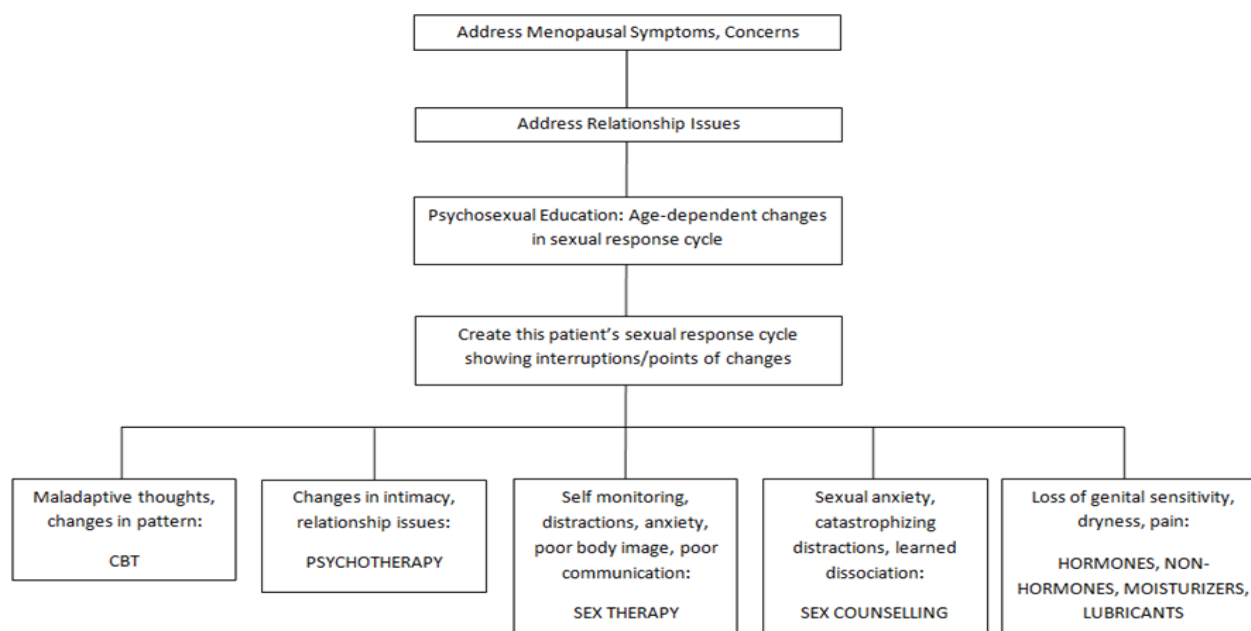 Address Menopausal Symptoms, Concerns
Address Relationship Issues
Psychosexual Education: Age-dependent changes
in sexual response cycle
Create this patient’s sexual response cycle
showing interruptions/points of changes
Maladaptive thoughts,
changes in pattern:
CBT
Changes in intimacy,
relationship issues:
PSYCHOTHERAPY
Self monitoring,
distractions, anxiety,
poor body image, poor
communication:
SEX THERAPY
Sexual anxiety,
catastrophizing
distractions, learned
dissociation:
SEX COUNSELLING
Loss of genital sensitivity,
dryness, pain:
HORMONES, NON-
HORMONES, MOISTURIZERS,
LUBRICANTS